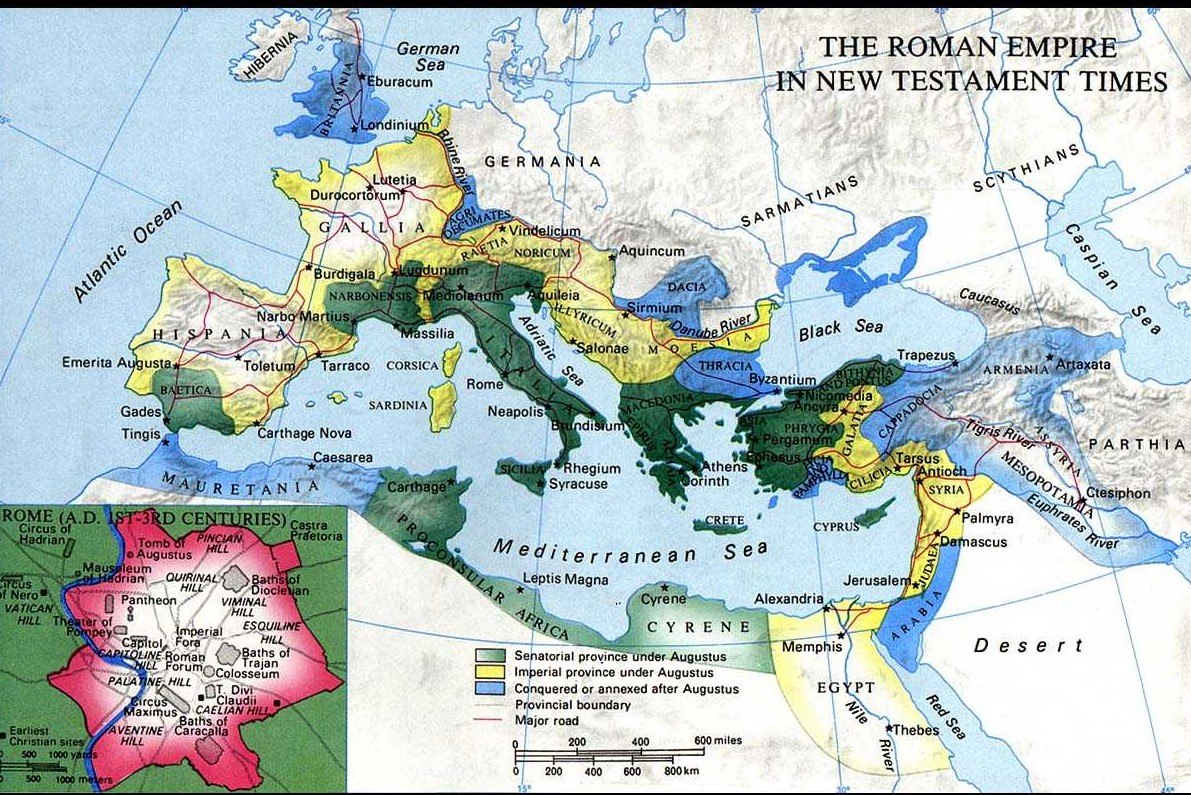 THE ROMAN EMPIRE
IN NEW TESTAMENT TIMES
HIBERNIA
German
Sea
Eburacum
BRITANNIA
Londinium
Rhine River
GERMANIA
SCYTHIANS
SARMATIANS
Atlantic Ocean
Lutetia
Durocortorum
GALLIA
AGRI
DECUMATES
Vindelicum
RAETIA
NORICUM
Aquincum
Caspian Sea
Burdigala
Lugdunum
NARBONENSIS
Mediolanum
Aquileia
DACIA
Caucasus
Narbo Martius
Massilia
ILLYRICUM
Sirmium
Danube River
Black Sea
HISPANIA
ITALIA
Adriatic Sea
Salonae
MOESIA
Emerita Augusta
Toletum
Tarraco
CORSICA
THRACIA
Trapezus
ARMENIA
Artaxata
BAETICA
Rome
Byzantium
BITHYNIA
AND PONTUS
Nicomedia
Ancyra
SARDINIA
Neapolis
Brundisium
MACEDONIA
EPIRUS
ASIA
PHRYGIA
GALATIA
CAPPADOCIA
Gades
Tingis
Carthage Nova
Pergamum
Ephesus
Tigris River
ASSYRIA
PARTHIA
Caesarea
MAURETANIA
Carthage
SICILIA
Rhegium
Syracuse
Athens
Corinth
CILICIA
Tarsus
Antioch
SYRIA
MESOPOTAMIA
Ctesiphon
Euphrates River
CRETE
CYPRUS
Palmyra
Damascus
PROCONSULAR AFRICA
Mediterranean Sea
Leptis Magna
Cyrene
CYRENE
Alexandria
Jerusalem
JUDAEA
ARABIA
Memphis
Desert
EGYPT
Nile
River
Thebes
Red Sea
ROME (A.D. 1ST-3RD CENTURIES)
Circus of
Hadrian
Castra
Praetoria
PINCIAN
HILL
Tomb of
Augustus
Mausoleum
of Hadrian
QUIRINAL
HILL
Baths of
Diocletian
Circus
of Nero
VATICAN
HILL
Pantheon
VIMINAL
HILL
Theater of
Pompey
ESQUILINE
HILL
Imperial
Fora
Capitol
CAPITOLINE
HILL
Roman
Forum
Baths of
Trajan
Colosseum
PALATINE HILL
Circus
Maximus
T. Divi
Claudii
CAELIAN HILL
AVENTINE
HILL
Baths of
Caracalla
Earliest
Christian sites
0 500 1000 yards
0 500 1000 meters
Senatorial province under Augustus
Imperial province under Augustus
Conquered or annexed after Augustus
Provincial boundary
Major road
0 200 400 600 miles
0 200 400 600 800 km
15°
30°